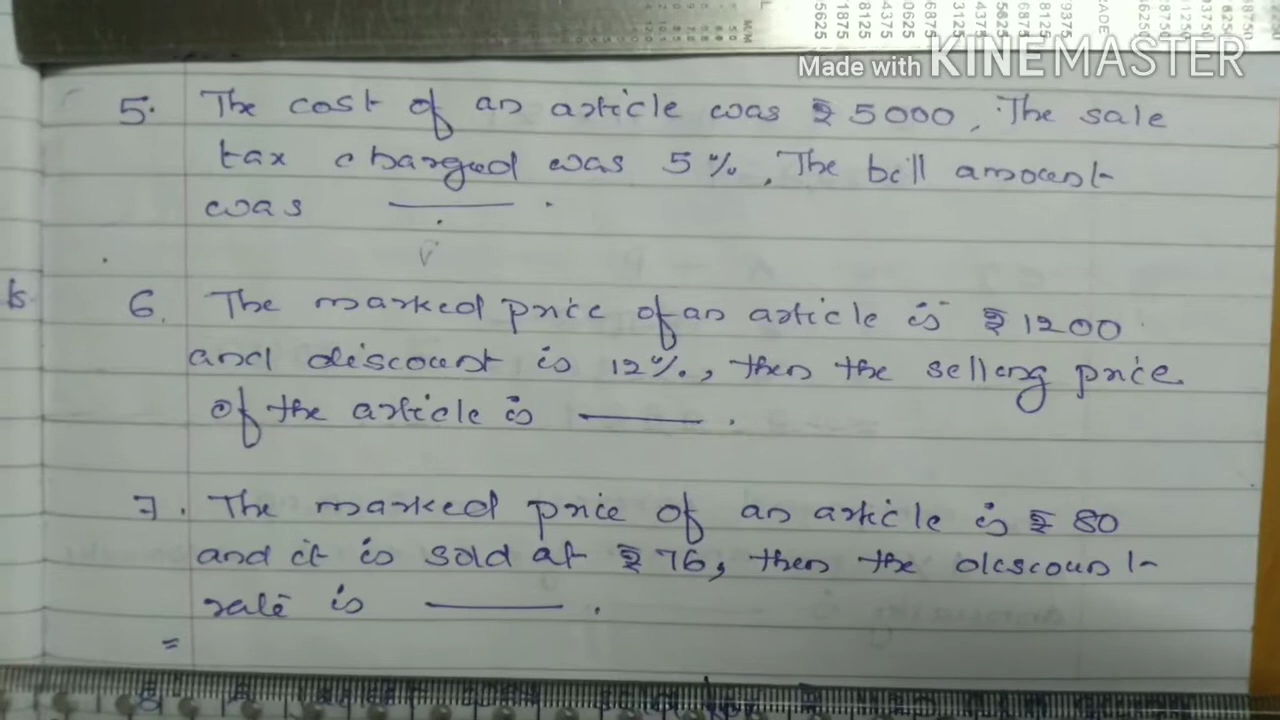 Made with KINEMASTER
5. The cost of an article was ₹ 5000. The sale
tax charged was 5%. The bill amount
was ______.
6. The marked price of an article is ₹ 1200
and discount is 12%., then the selling price
of the article is ______.
7. The marked price of an article is ₹ 80
and it is sold at ₹ 76, then the discount
rate is ______.